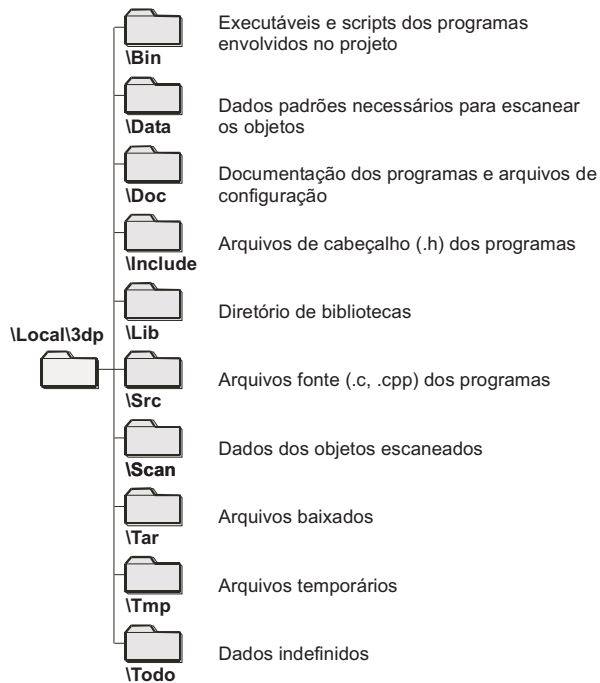 Executáveis e scripts dos programas
envolvidos no projeto
\Bin
Dados padrões necessários para escanear
os objetos
\Data
Documentação dos programas e arquivos de
configuração
\Doc
Arquivos de cabeçalho (.h) dos programas
\Include
Diretório de bibliotecas
\Lib
\Local\3dp
Arquivos fonte (.c, .cpp) dos programas
\Src
Dados dos objetos escaneados
\Scan
Arquivos baixados
\Tar
Arquivos temporários
\Tmp
Dados indefinidos
\Todo